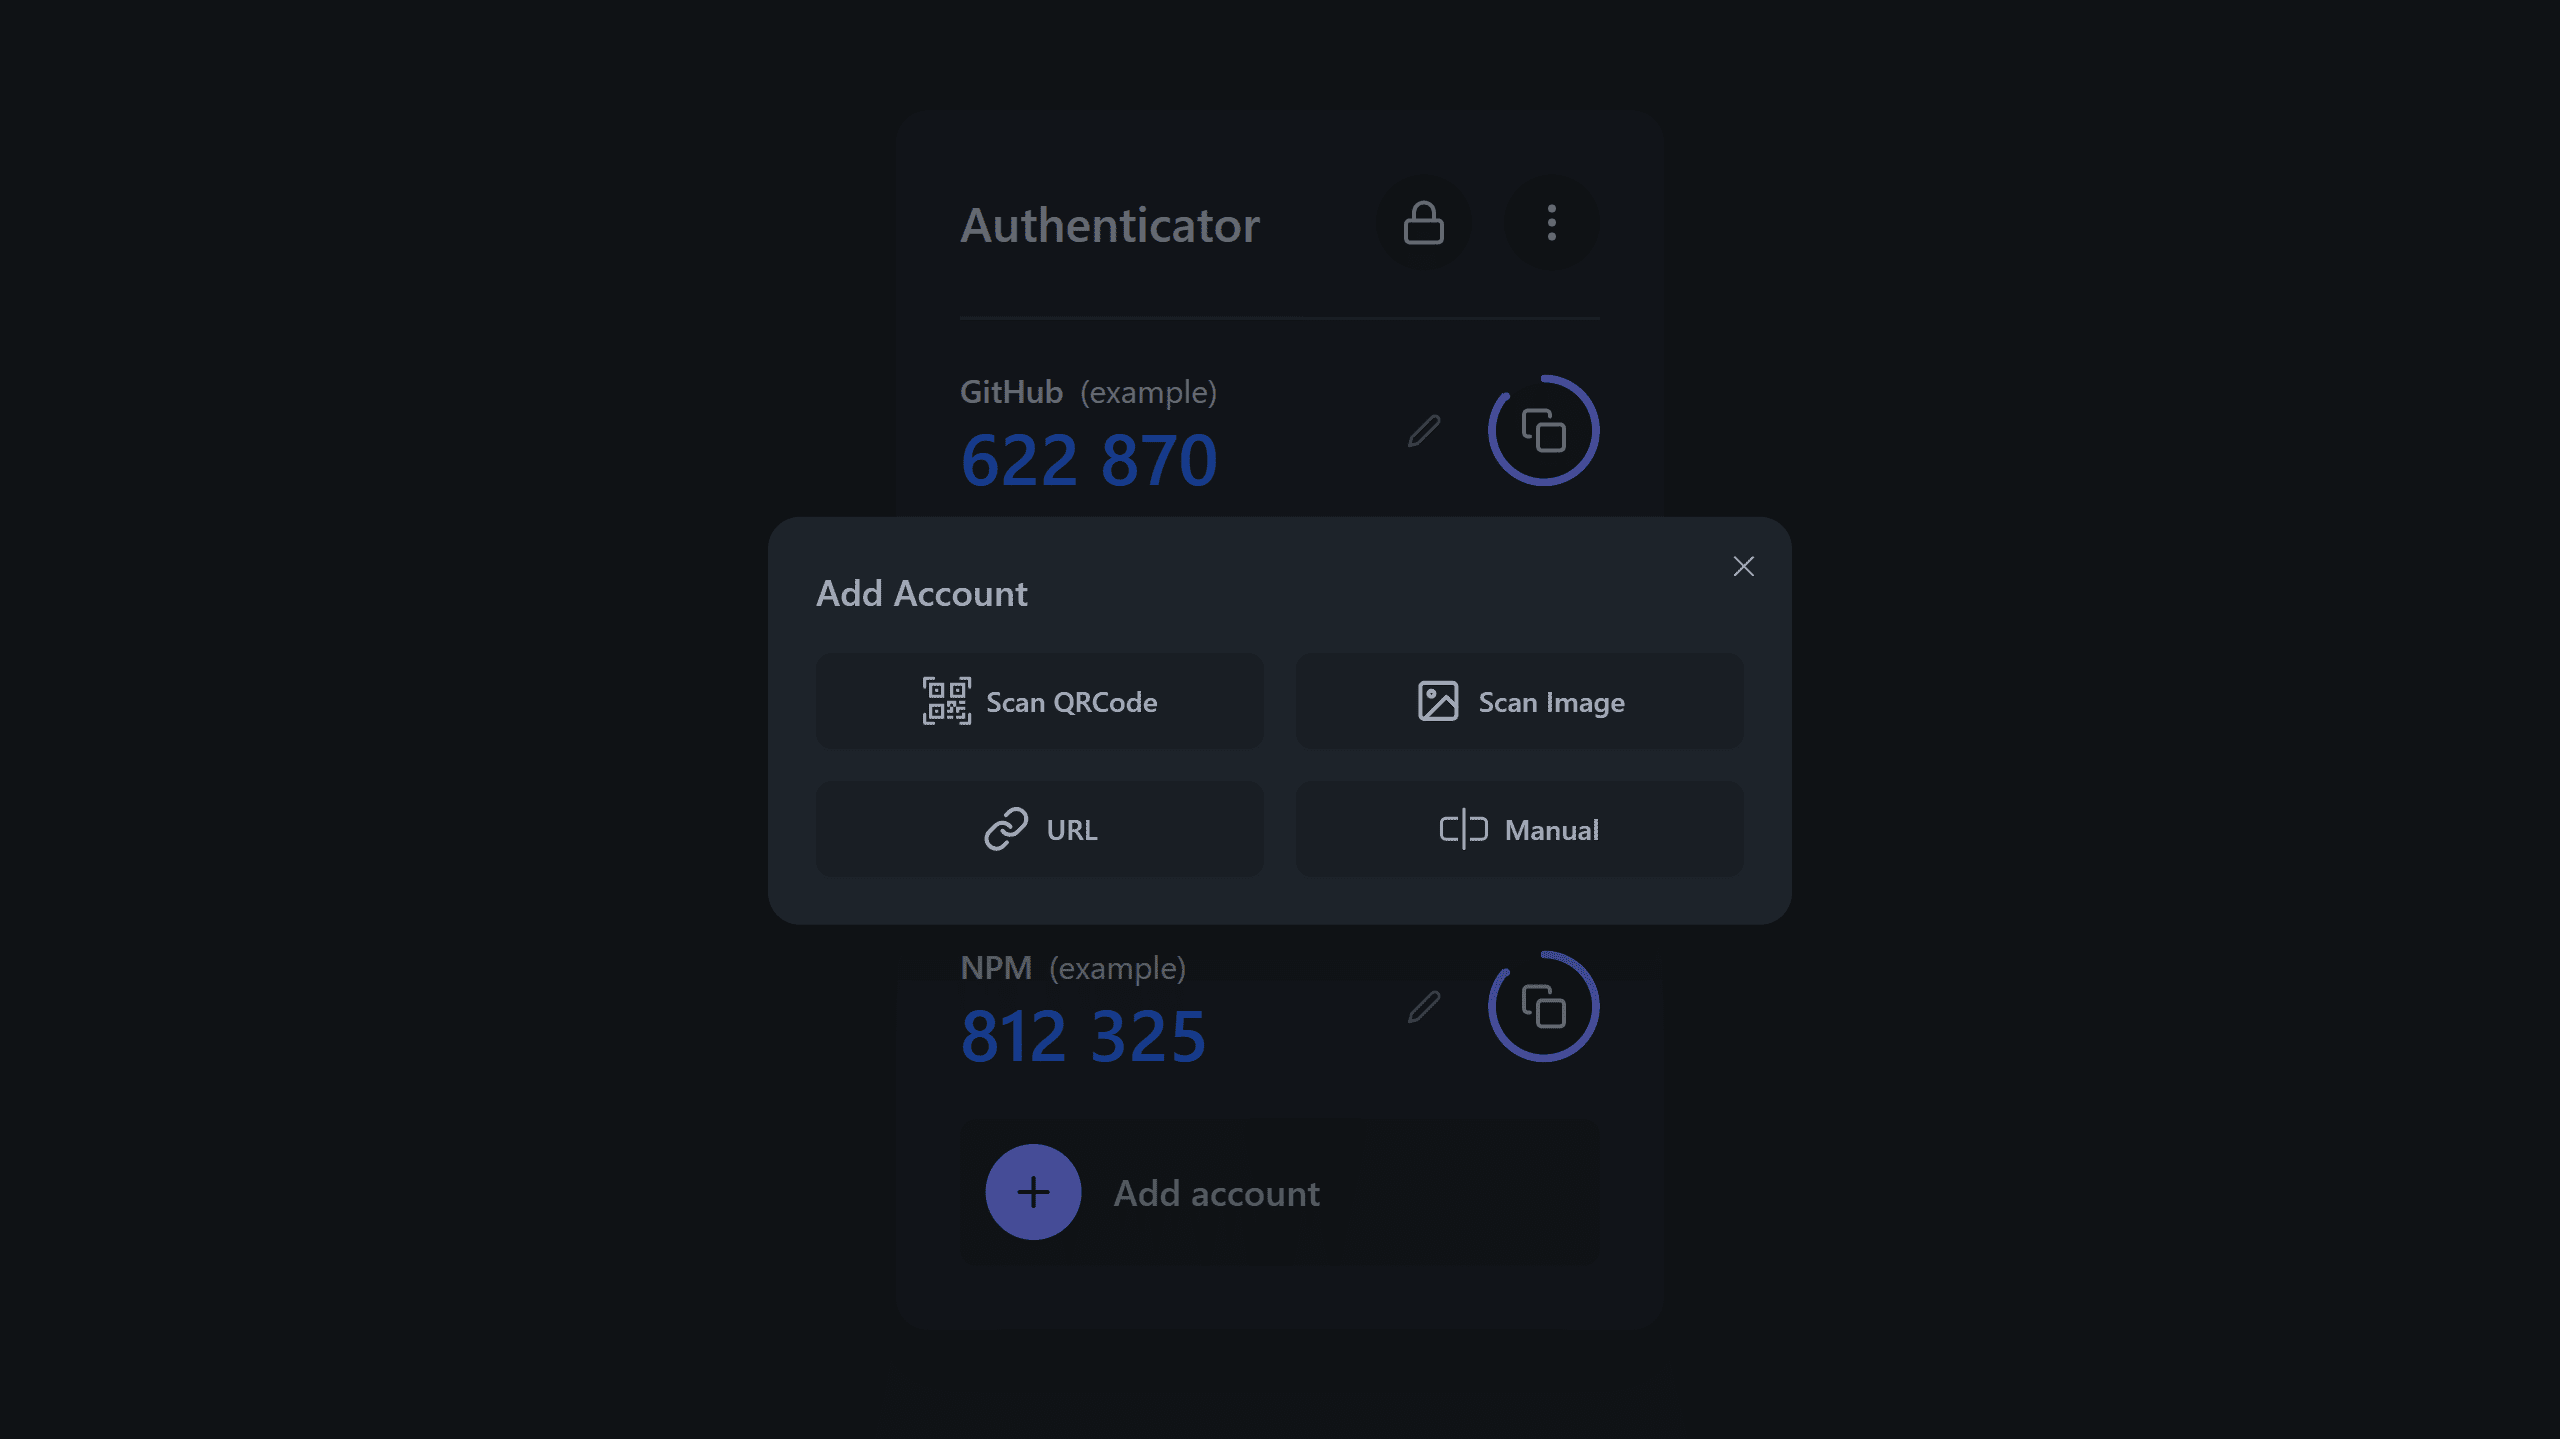 Authenticator
GitHub (example)
622 870
Add Account
Scan QRCode
Scan Image
URL
Manual
NPM (example)
812 325
Add account